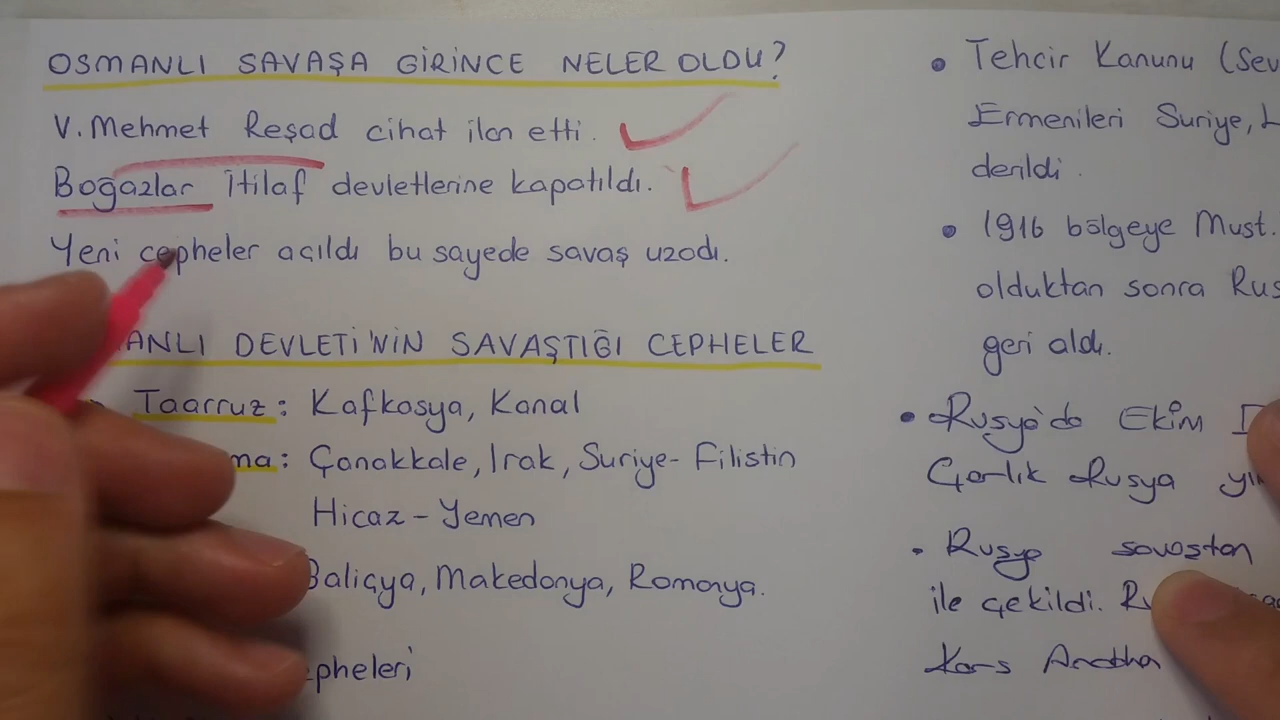 OSMANLI SAVAŞA GİRİNCE NELER OLDU?
V. Mehmet Reşad cihat ilan etti.
Boğazlar İtilaf devletlerine kapatıldı.
Yeni cepheler açıldı bu sayede savaş uzadı.
MANLI DEVLETİ'NİN SAVAŞTIĞI CEPHELER
Taarruz: Kafkasya, Kanal
ma: Çanakkale, Irak, Suriye-Filistin
Hicaz-Yemen
Galiçya, Makedonya, Romanya.
pheleri
• Tehcir Kanunu (Sev
Ermenileri Suriye, L
derildi.
• 1916 bölgeye Must.
olduktan sonra Rus
geri aldı.
• Rusya'da Ekim
Çarlık Rusya
• Rusya savaştan
ile çekildi.
Kars Ardahan